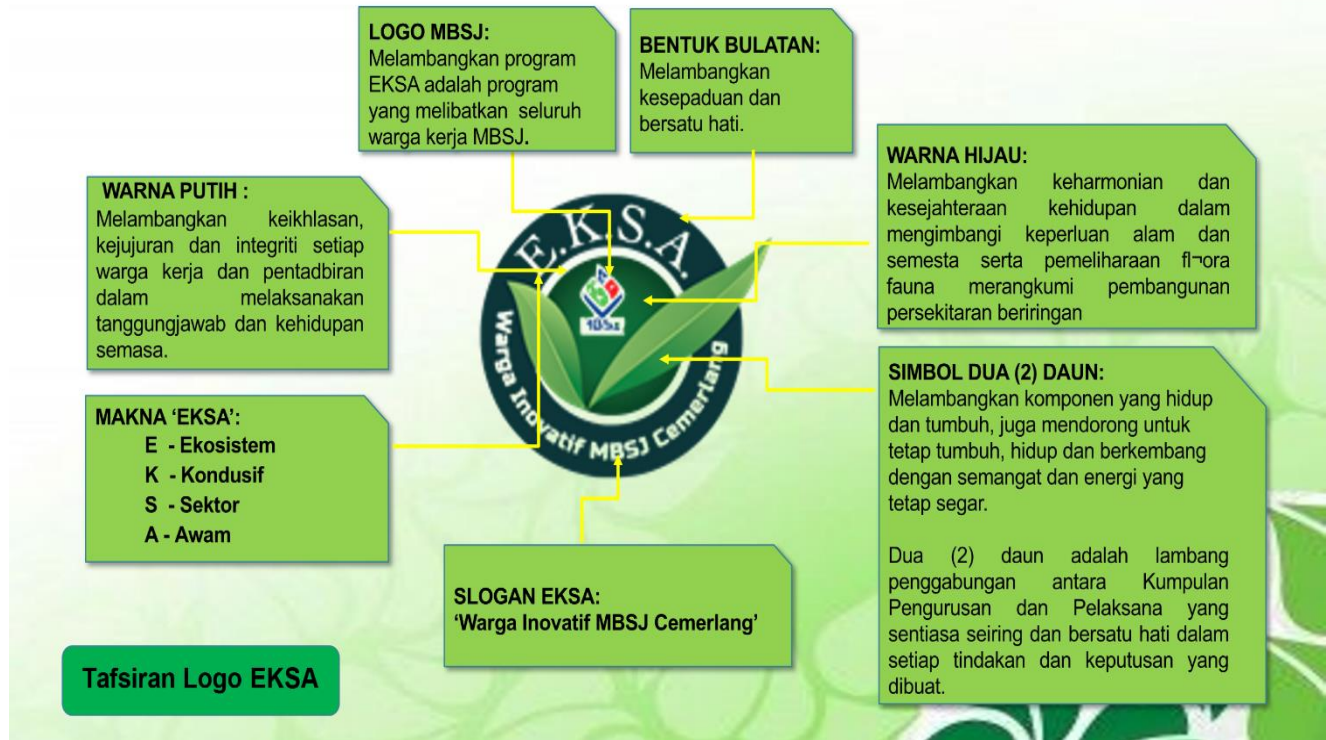 LOGO MBSJ:
Melambangkan program
EKSA adalah program
yang melibatkan seluruh
warga kerja MBSJ.
BENTUK BULATAN:
Melambangkan
kesepaduan dan
bersatu hati.
WARNA PUTIH :
Melambangkan keikhlasan,
kejujuran dan integriti setiap
warga kerja dan pentadbiran
dalam melaksanakan
tanggungjawab dan kehidupan
semasa.
WARNA HIJAU:
Melambangkan keharmonian dan
kesejahteraan kehidupan dalam
mengimbangi keperluan alam dan
semesta serta pemeliharaan fl¬ora
fauna merangkumi pembangunan
persekitaran beriringan
E.K.S.A.
Warga Inovatif MBSJ Cemerlang
MAKNA ‘EKSA’:
E - Ekosistem
K - Kondusif
S - Sektor
A - Awam
SIMBOL DUA (2) DAUN:
Melambangkan komponen yang hidup
dan tumbuh, juga mendorong untuk
tetap tumbuh, hidup dan berkembang
dengan semangat dan energi yang
tetap segar.
Dua (2) daun adalah lambang
penggabungan antara Kumpulan
Pengurusan dan Pelaksana yang
sentiasa seiring dan bersatu hati dalam
setiap tindakan dan keputusan yang
dibuat.
SLOGAN EKSA:
‘Warga Inovatif MBSJ Cemerlang’
Tafsiran Logo EKSA